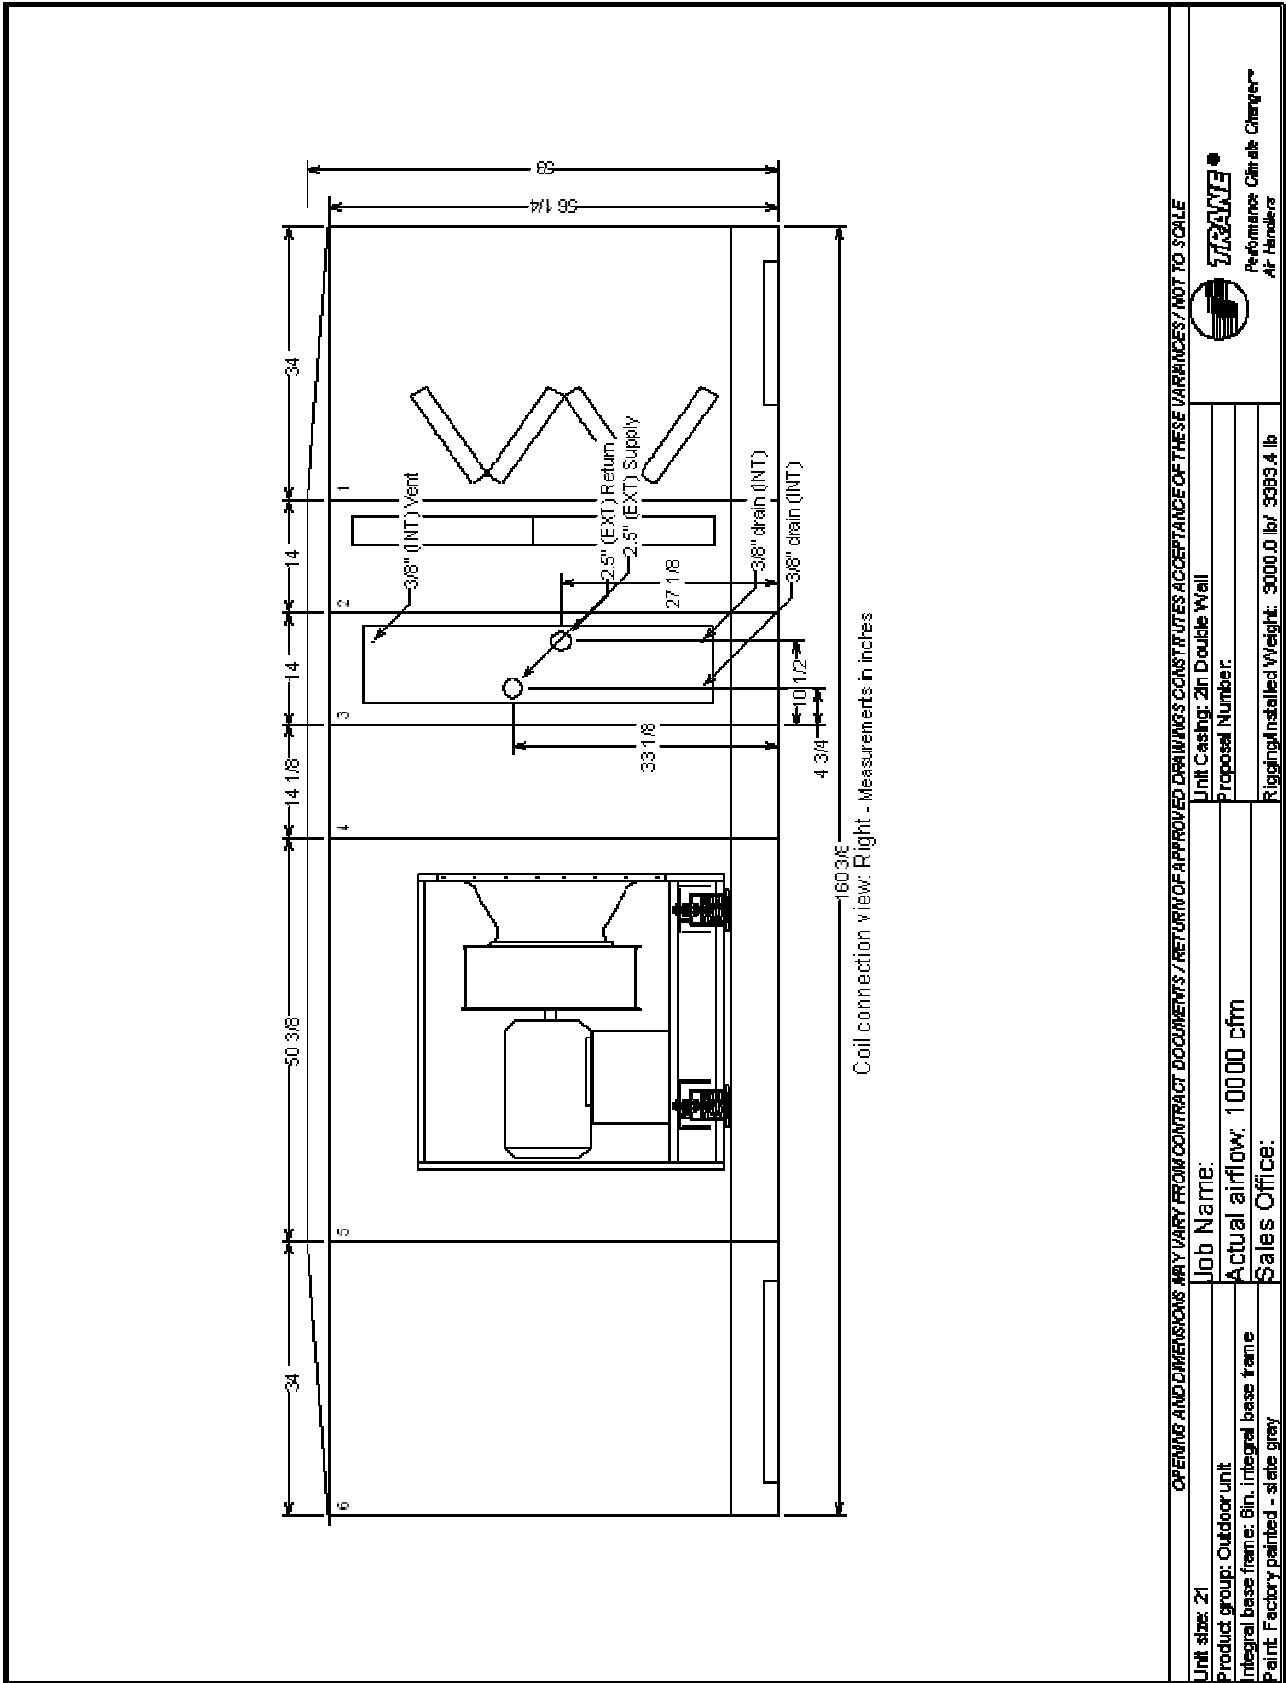 34
50 3/8
14 1/8
14
14
34
6
5
4
3
2
1
56 1/4
3/8" (INT) Vent
2.5" (EXT) Return
2.5" (EXT) Supply
3/8" drain (INT)
3/8" drain (INT)
27 1/8
33 1/8
10 1/2
4 3/4
160 3/8
Coil connection view: Right - Measurements in inches
OPENING AND DIMENSIONS MAY VARY FROM CONTRACT DOCUMENTS / RETURN OF APPROVED DRAWINGS CONSTITUTES ACCEPTANCE OF THESE VARIANCES / NOT TO SCALE
Unit size: 21
Product group: Outdoor unit
Integral base frame: 6in. integral base frame
Paint: Factory painted - slate gray
Job Name:
Actual airflow: 10000 cfm
Sales Office:
Unit Casing: 2in Double Wall
Proposal Number:
Rigging/Installed Weight: 3000.0 lb/
TRANE ®
Performance Climate Changer™
Air Handlers